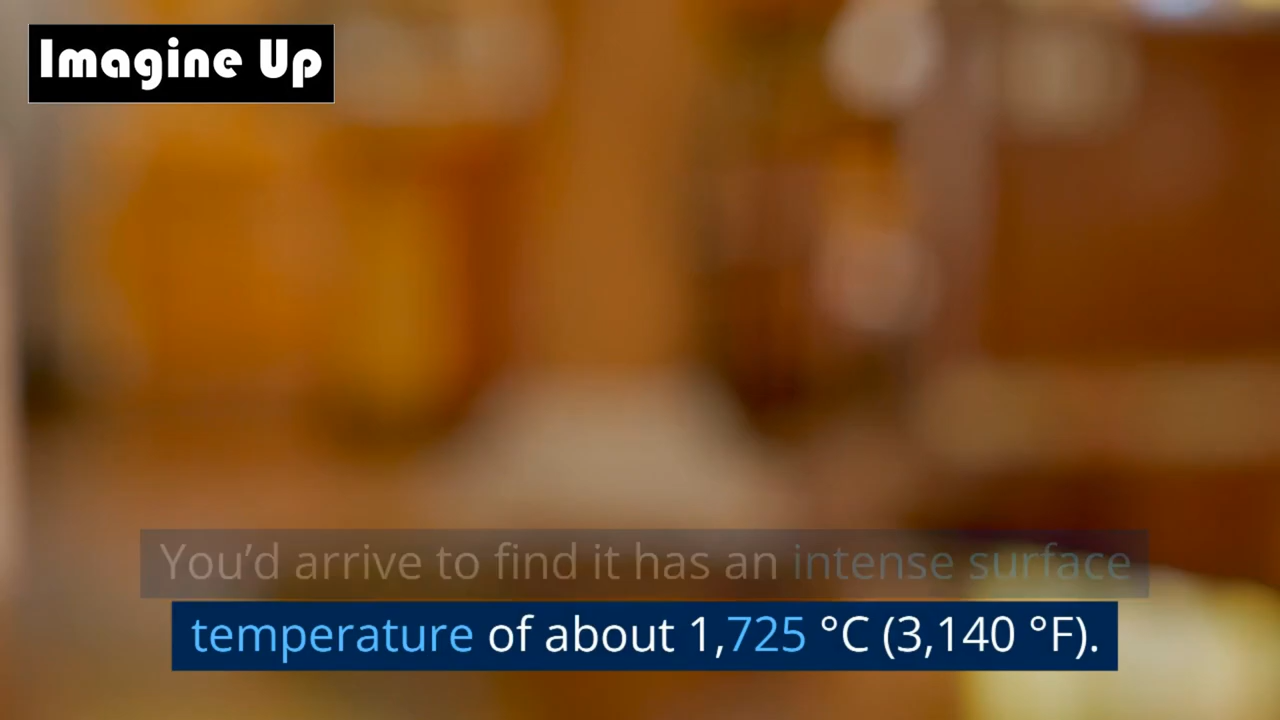 Imagine Up
You’d arrive to find it has an intense surface
temperature of about 1,725 °C (3,140 °F).